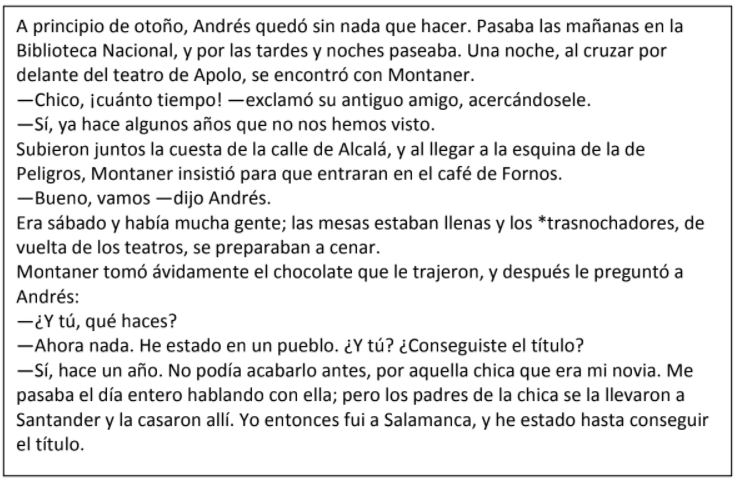 A principio de otoño, Andrés quedó sin nada que hacer. Pasaba las mañanas en la
Biblioteca Nacional, y por las tardes y noches paseaba. Una noche, al cruzar por
delante del teatro de Apolo, se encontró con Montaner.
—Chico, ¡cuánto tiempo! —exclamó su antiguo amigo, acercándosele.
—Sí, ya hace algunos años que no nos hemos visto.
Subieron juntos la cuesta de la calle de Alcalá, y al llegar a la esquina de la de
Peligros, Montaner insistió para que entraran en el café de Fornos.
—Bueno, vamos —dijo Andrés.
Era sábado y había mucha gente; las mesas estaban llenas y los *trasnochadores, de
vuelta de los teatros, se preparaban a cenar.
Montaner tomó ávidamente el chocolate que le trajeron, y después le preguntó a
Andrés:
—¿Y tú, qué haces?
—Ahora nada. He estado en un pueblo. ¿Y tú? ¿Conseguiste el título?
—Sí, hace un año. No podía acabarlo antes, por aquella chica que era mi novia. Me
pasaba el día entero hablando con ella; pero los padres de la chica se la llevaron a
Santander y la casaron allí. Yo entonces fui a Salamanca, y he estado hasta conseguir
el título.